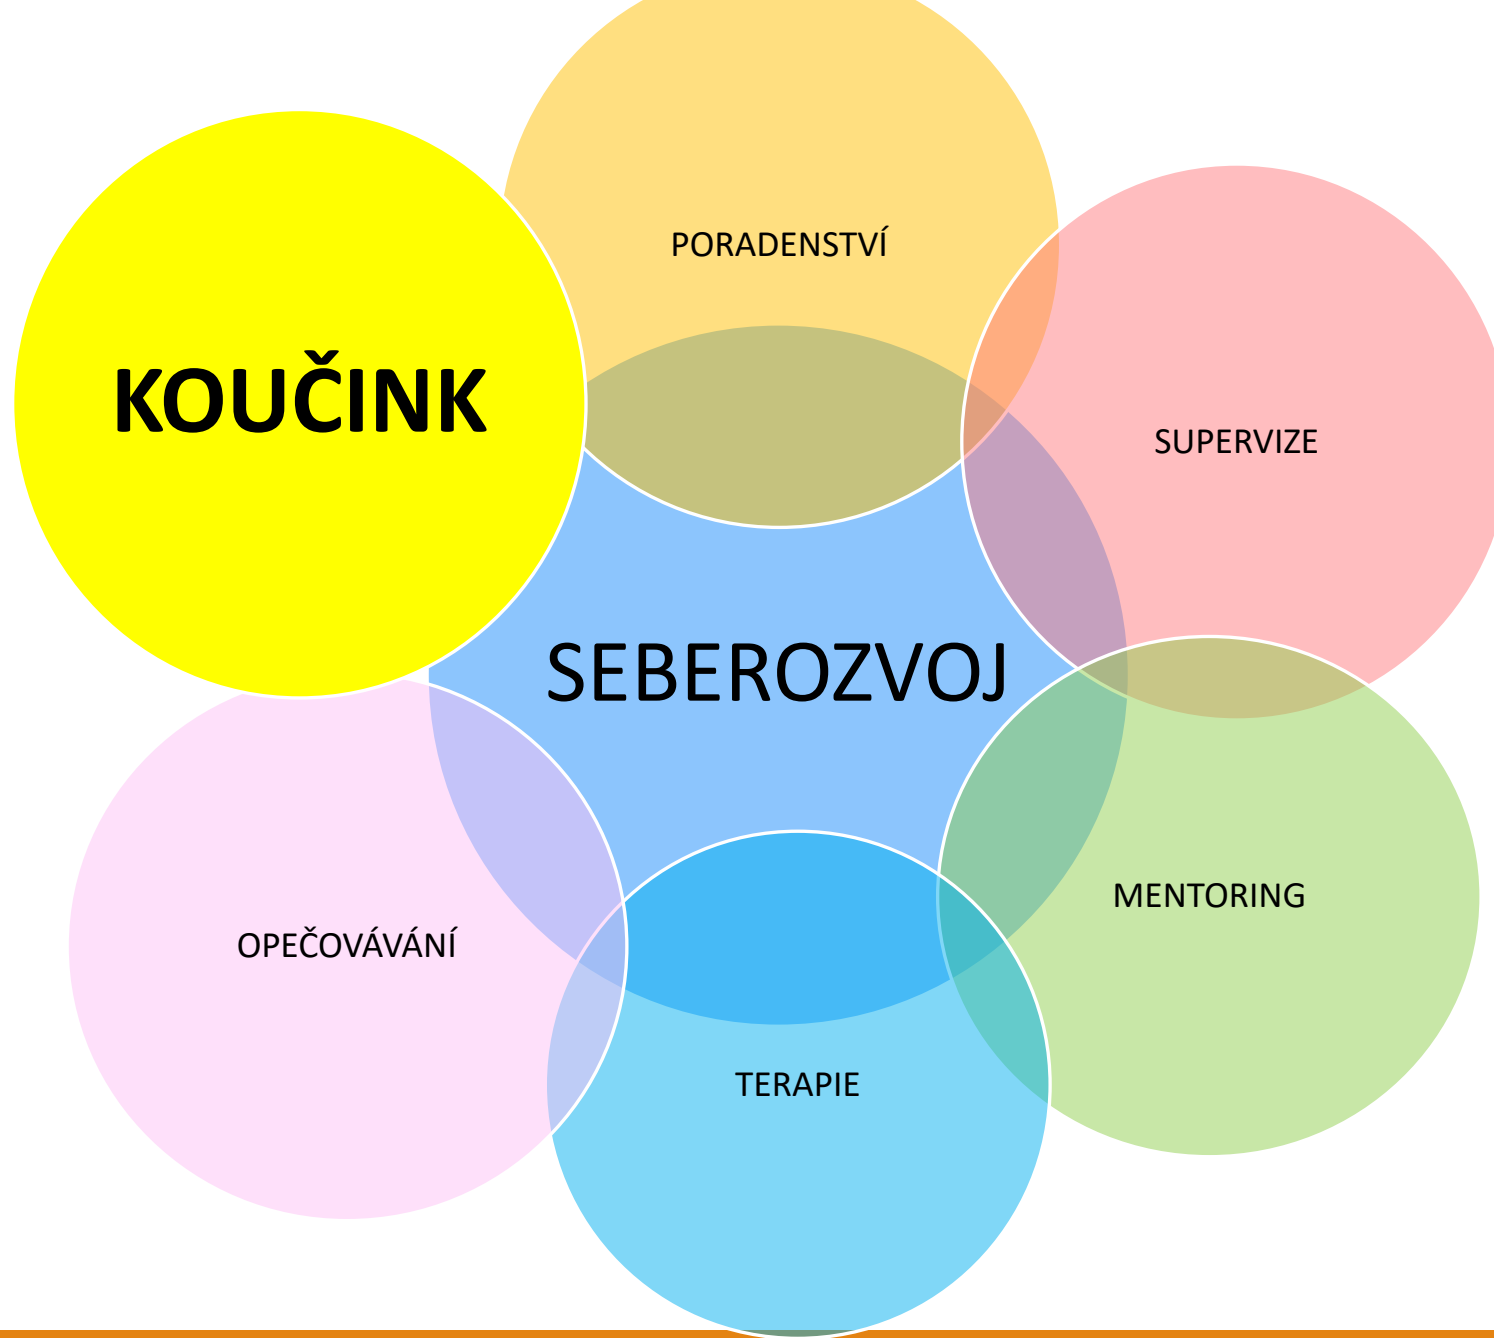 PORADENSTVÍ
KOUČINK
SUPERVIZE
SEBEROZVOJ
MENTORING
OPEČOVÁVÁNÍ
TERAPIE